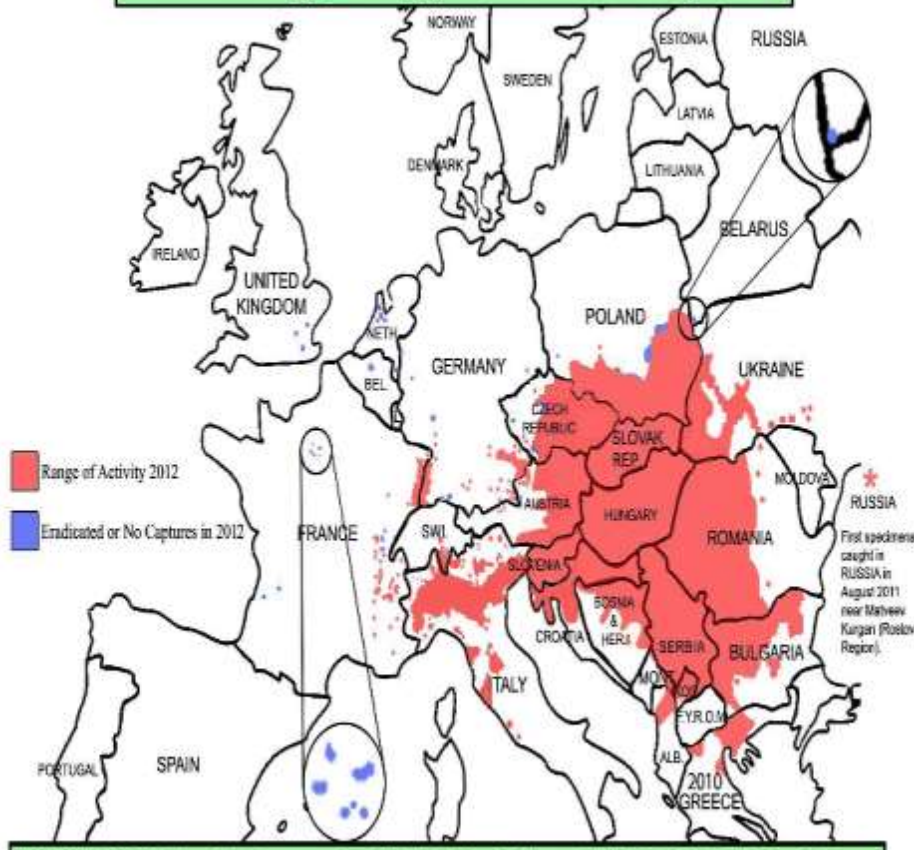 NORWAY
ESTONIA
RUSSIA
SWEDEN
LATVIA
DENMARK
LITHUANIA
BELARUS
IRELAND
UNITED
KINGDOM
NETH
POLAND
GERMANY
UKRAINE
BEL.
CZECH
REPUBLIC
SLOVAK
REP.
Range of Activity 2012
MOLDOVA
AUSTRIA
HUNGARY
RUSSIA
Eradicated or No Captures in 2012
FRANCE
SWI.
ROMANIA
First specimens
caught in
RUSSIA in
August 2011
near Matveev
Kurgan (Rostov
Region).
SLOVENIA
BOSNIA
&
CROATIA
SERBIA
BULGARIA
ITALY
F.Y.R.O.M.
ALB.
PORTUGAL
SPAIN
2010
GREECE